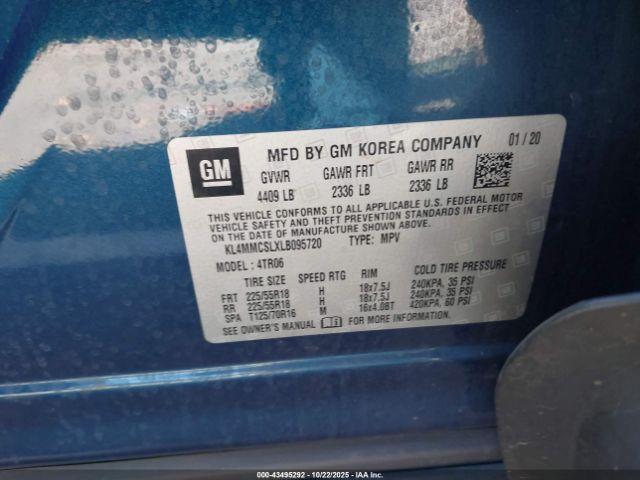 GM
MFD BY GM KOREA COMPANY 01 / 20
GVWR GAWR FRT GAWR RR
4409 LB 2336 LB 2336 LB
THIS VEHICLE CONFORMS TO ALL APPLICABLE U.S. FEDERAL MOTOR
VEHICLE SAFETY AND THEFT PREVENTION STANDARDS IN EFFECT
ON THE DATE OF MANUFACTURE SHOWN ABOVE.
KL4MMCSLXLB095720 TYPE: MPV
MODEL: 4TR06
TIRE SIZE SPEED RTG RIM COLD TIRE PRESSURE
FRT 225/55R18 H 18x7.5J 240KPA, 35 PSI
RR 225/55R18 H 18x7.5J 240KPA, 35 PSI
SPA T125/70R16 M 16x4.0BT 420KPA, 60 PSI
SEE OWNER'S MANUAL FOR MORE INFORMATION
00-43495292 - 10/22/2025 - IAAI.COM